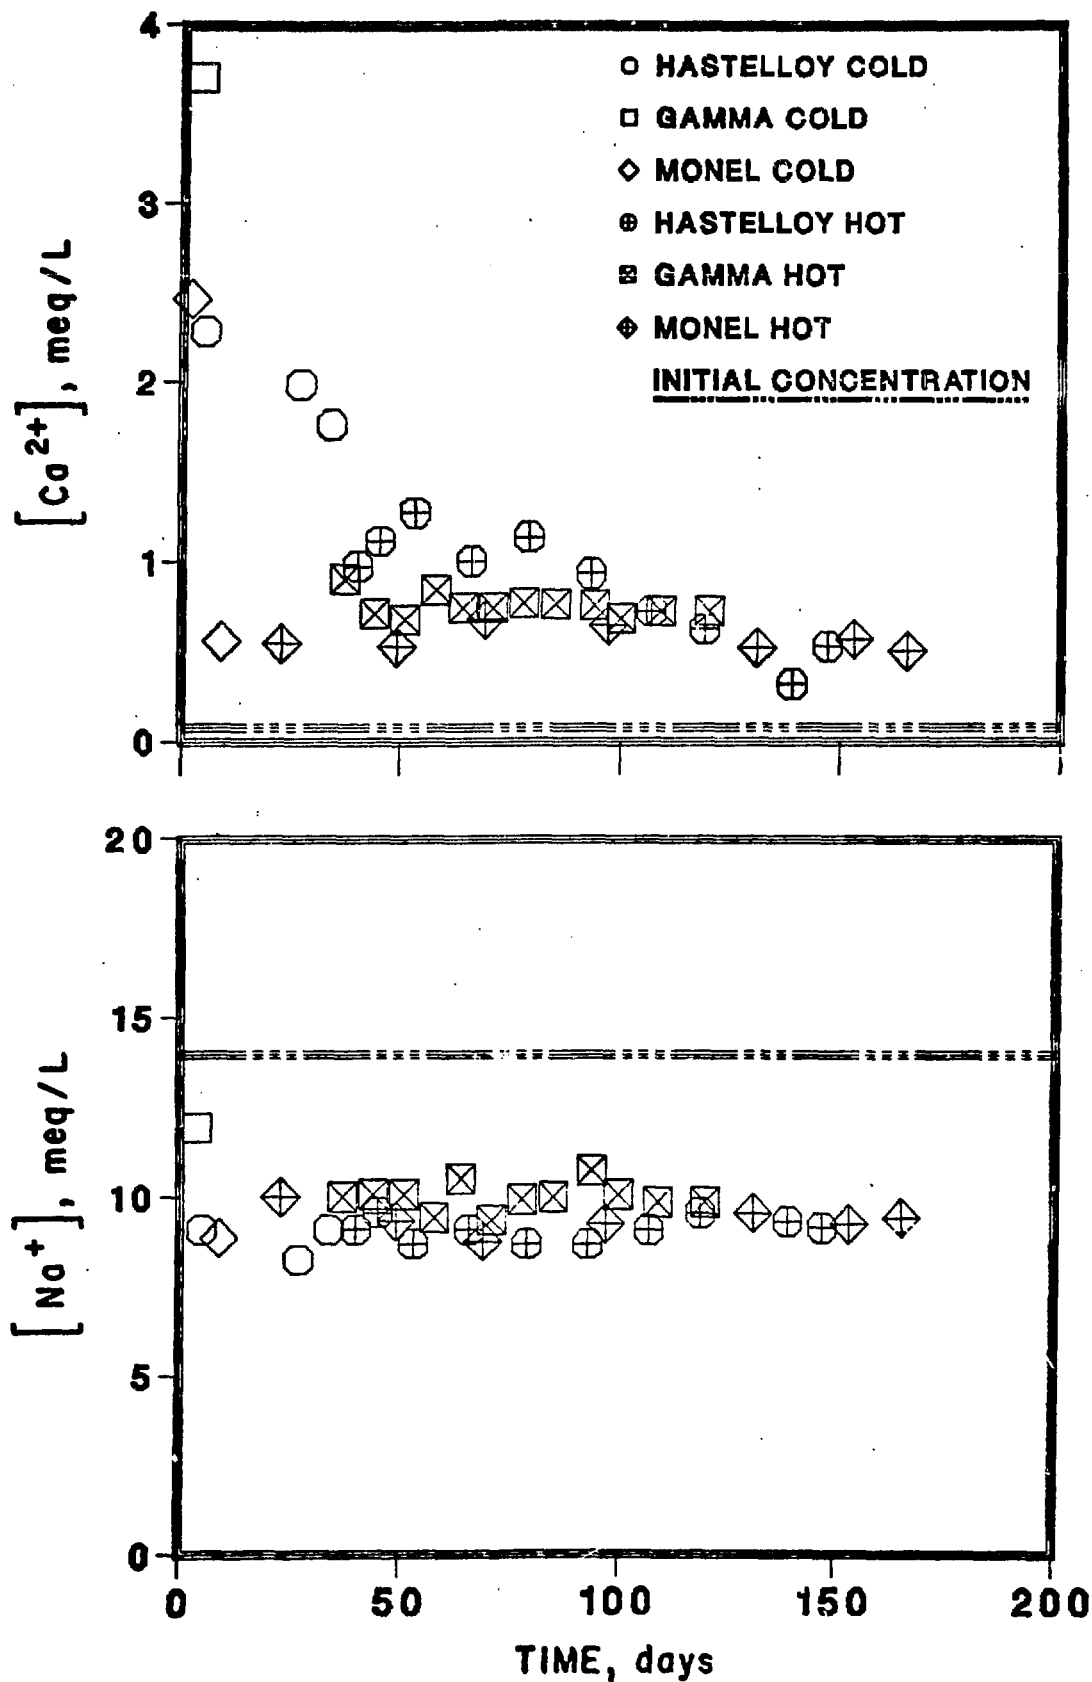 4
3
2
1
0
[Ca2+], meq/L
○ HASTELLOY COLD
□ GAMMA COLD
◇ MONEL COLD
⊕ HASTELLOY HOT
⊠ GAMMA HOT
MONEL HOT
INITIAL CONCENTRATION
20
15
10
5
0
[Na+], meq/L
0 50 100 150 200
TIME, days